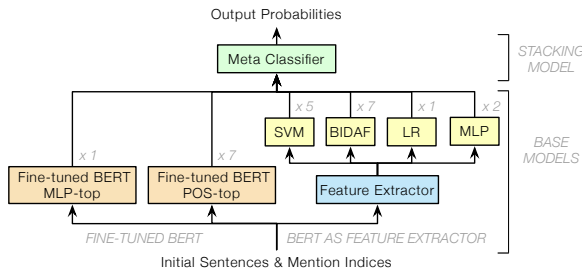 Output Probabilities
Meta Classifier
STACKING
MODEL
x 5
x 7
x 1
x 2
SVM
BIDAF
LR
MLP
x 1
x 7
Fine-tuned BERT
MLP-top
Fine-tuned BERT
POS-top
Feature Extractor
BASE
MODELS
FINE-TUNED BERT
BERT AS FEATURE EXTRACTOR
Initial Sentences & Mention Indices